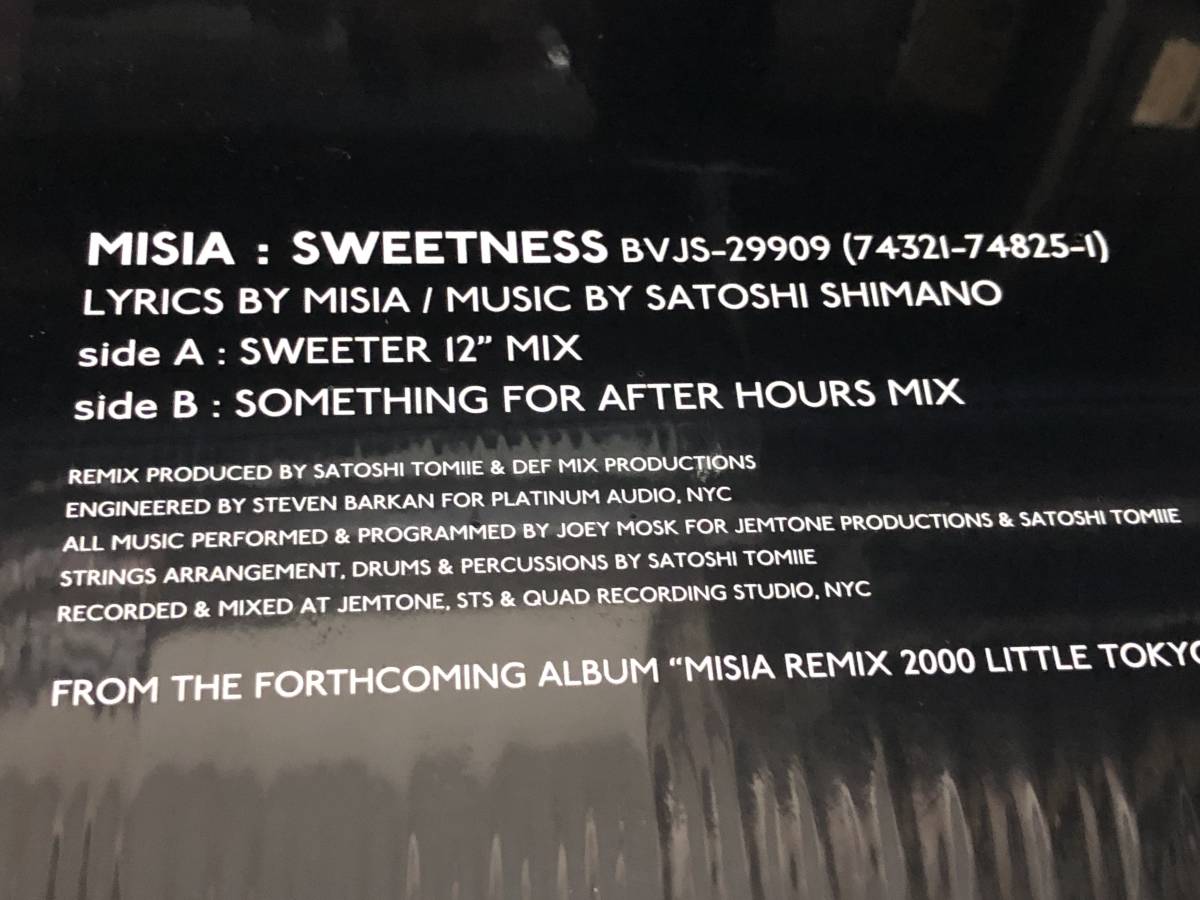 MISIA : SWEETNESS BVJS-29909 (74321-74825-1)
LYRICS BY MISIA / MUSIC BY SATOSHI SHIMANO
side A : SWEETER 12” MIX
side B : SOMETHING FOR AFTER HOURS MIX
REMIX PRODUCED BY SATOSHI TOMIIE & DEF MIX PRODUCTIONS
ENGINEERED BY STEVEN BARKAN FOR PLATINUM AUDIO, NYC
ALL MUSIC PERFORMED & PROGRAMMED BY JOEY MOSK FOR JEMTONE PRODUCTIONS & SATOSHI TOMIIE
STRINGS ARRANGEMENT, DRUMS & PERCUSSIONS BY SATOSHI TOMIIE
RECORDED & MIXED AT JEMTONE, STS & QUAD RECORDING STUDIO, NYC
FROM THE FORTHCOMING ALBUM “MISIA REMIX 2000 LITTLE TOKYO